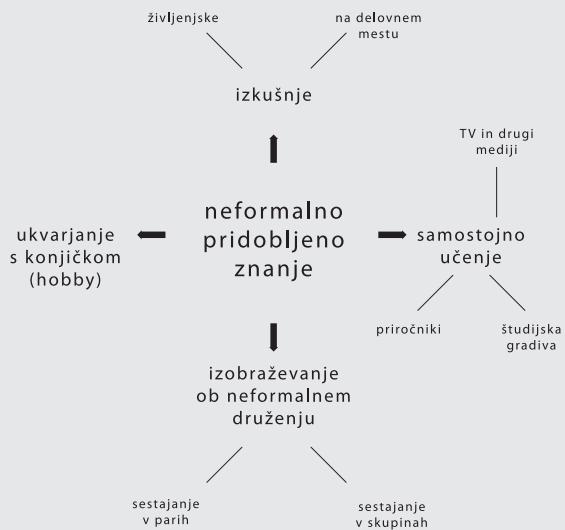 življenjske
na delovnem
mestu
izkušnje
TV in drugi
mediji
neformalno
pridobljeno
znanje
ukvarjanje
s konjičkom
(hobby)
samostojno
učenje
priročniki
študijska
gradiva
izobraževanje
ob neformalnem
druženju
sestajanje
v parih
sestajanje
v skupinah